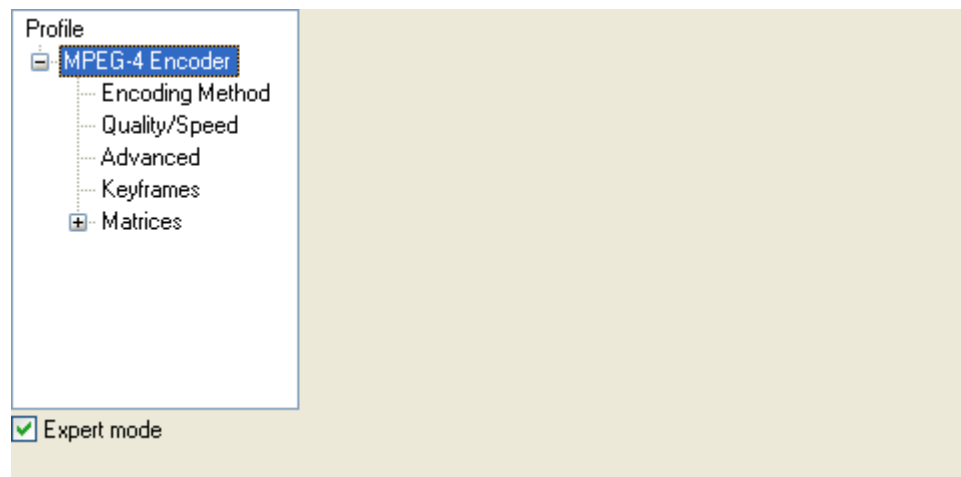 Profile
MPEG-4 Encoder
Encoding Method
Quality/Speed
Advanced
Keyframes
Matrices
Expert mode